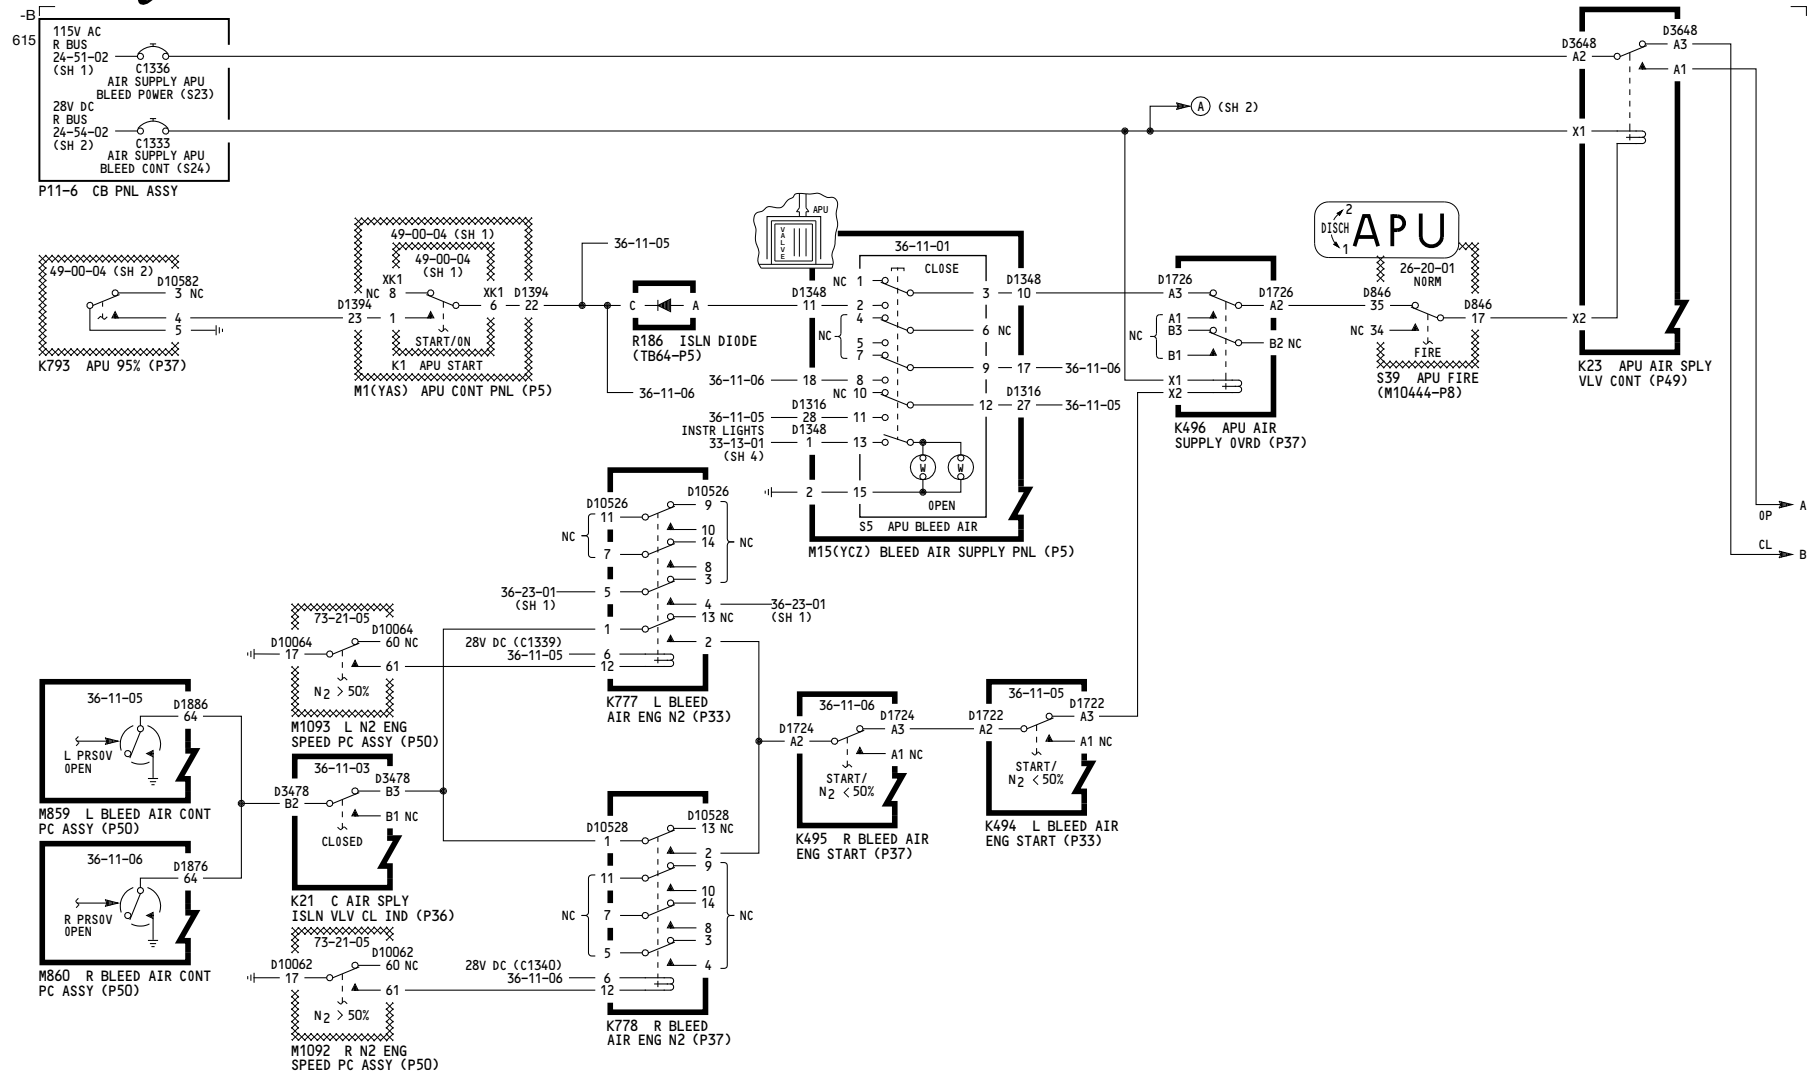 -B
615
115V AC
R BUS
24-51-02
(SH 1)
C1336
AIR SUPPLY APU
BLEED POWER (S23)
28V DC
R BUS
24-54-02
(SH 2)
C1333
AIR SUPPLY APU
BLEED CONT (S24)
P11-6 CB PNL ASSY
A (SH 2)
D3648
A2
D3648
A3
A1
X1
X2
K23 APU AIR SPLY
VLV CONT (P49)
OP A
CL B
49-00-04 (SH 2)
D10582
3 NC
4
5
K793 APU 95% (P37)
49-00-04 (SH 1)
49-00-04
(SH 1)
XK1
NC 8
D1394
23
1
XK1
6
D1394
22
START/ON
K1 APU START
M1(YAS) APU CONT PNL (P5)
36-11-05
36-11-06
C A
R186 ISLN DIODE
(TB64-P5)
APU
VALVE
36-11-01
CLOSE
NC 1
D1348
11
2
NC
4
5
7
36-11-06
18
8
NC 10
D1316
36-11-05
28
11
INSTR LIGHTS
33-13-01
(SH 4)
D1348
1
13
2
15
3
D1348
10
6 NC
9
17
36-11-06
12
D1316
27
36-11-05
W W
OPEN
S5 APU BLEED AIR
M15(YCZ) BLEED AIR SUPPLY PNL (P5)
D1726
A3
D1726
A2
NC
A1
B3
B1
B2 NC
X1
X2
K496 APU AIR
SUPPLY OVRD (P37)
2
DISCH
1
APU
26-20-01
NORM
D846
35
D846
17
NC 34
FIRE
S39 APU FIRE
(M10444-P8)
D10526
11
NC
7
D10526
9
10
14
NC
8
3
36-23-01
(SH 1)
5
4
36-23-01
(SH 1)
13 NC
1
2
28V DC (C1339)
6
36-11-05
12
K777 L BLEED
AIR ENG N2 (P33)
73-21-05
D10064
17
D10064
60 NC
61
N2 > 50%
M1093 L N2 ENG
SPEED PC ASSY (P50)
36-11-05
D1886
64
L PRSOV
OPEN
M859 L BLEED AIR CONT
PC ASSY (P50)
36-11-03
D3478
B2
D3478
B3
B1 NC
CLOSED
K21 C AIR SPLY
ISLN VLV CL IND (P36)
36-11-06
D1876
64
R PRSOV
OPEN
M860 R BLEED AIR CONT
PC ASSY (P50)
73-21-05
D10062
17
D10062
60 NC
61
N2 > 50%
M1092 R N2 ENG
SPEED PC ASSY (P50)
D10528
1
D10528
13 NC
2
9
11
10
14
NC
7
NC
8
3
5
4
28V DC (C1340)
6
36-11-06
12
K778 R BLEED
AIR ENG N2 (P37)
36-11-06
D1724
A2
D1724
A3
A1 NC
START/
N2 < 50%
K495 R BLEED AIR
ENG START (P37)
36-11-05
D1722
A2
D1722
A3
A1 NC
START/
N2 < 50%
K494 L BLEED AIR
ENG START (P33)